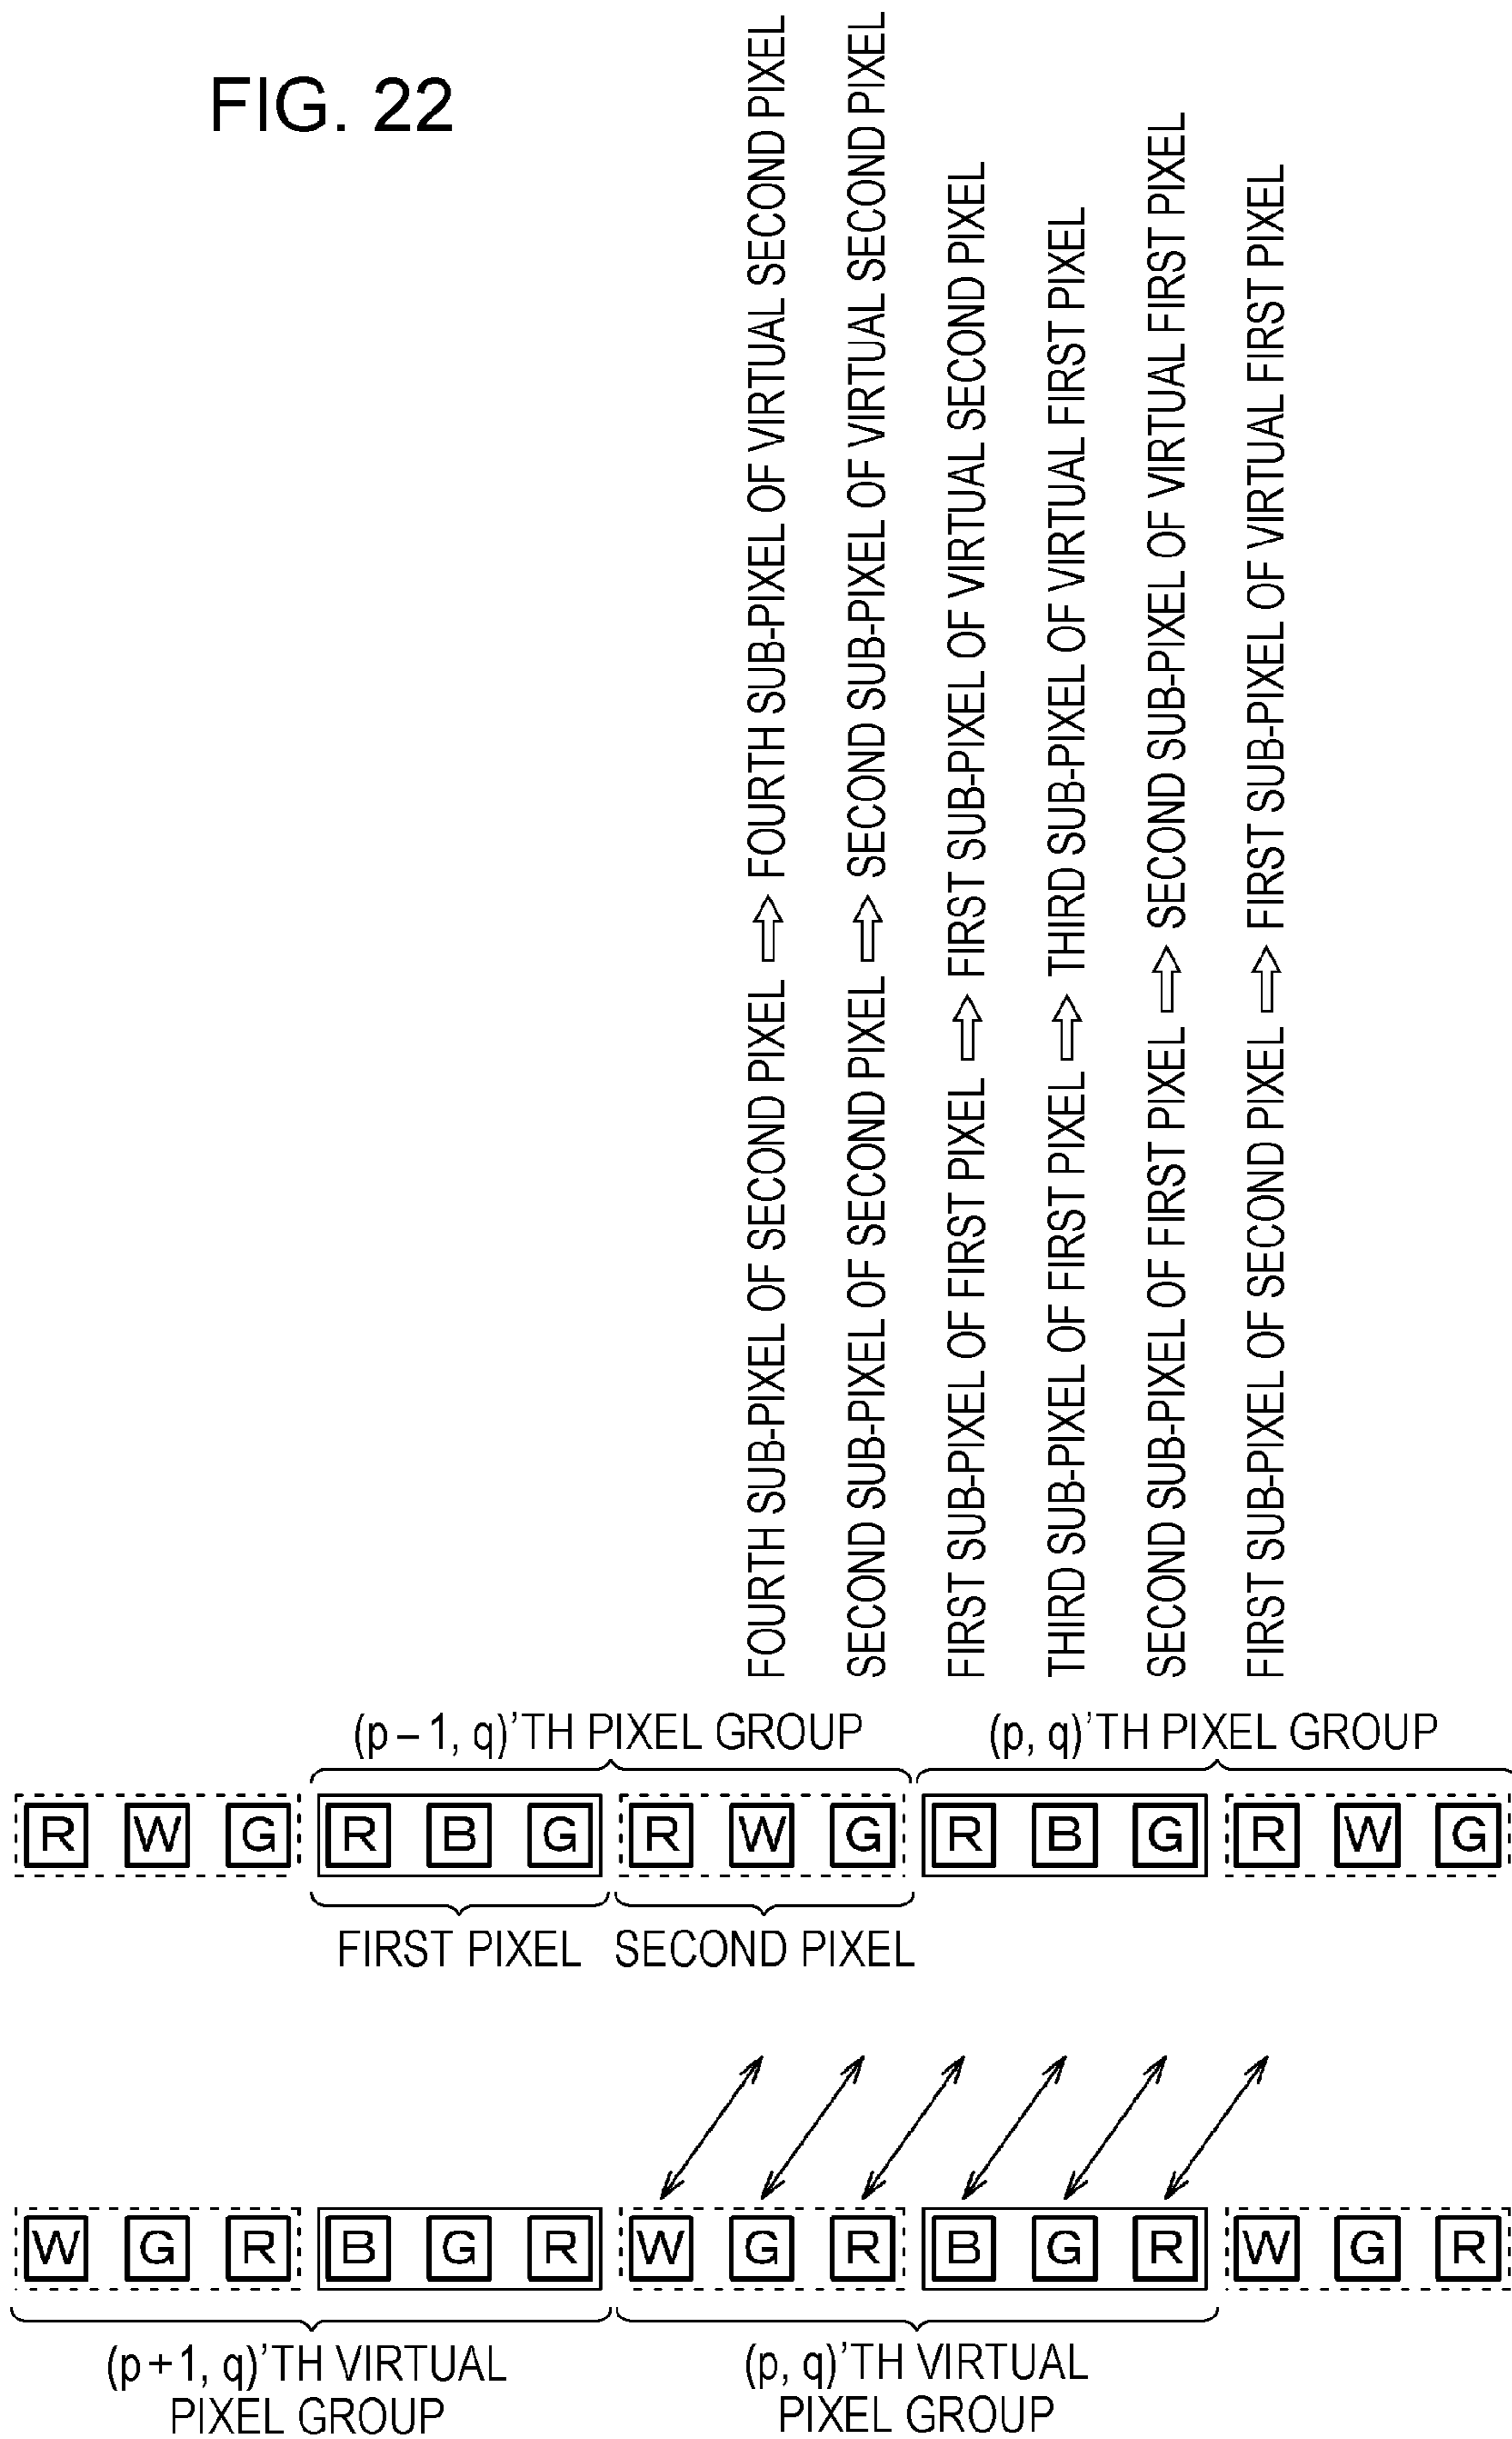 FIG. 22
FOURTH SUB-PIXEL OF SECOND PIXEL ⇨ FOURTH SUB-PIXEL OF VIRTUAL SECOND PIXEL
SECOND SUB-PIXEL OF SECOND PIXEL ⇨ SECOND SUB-PIXEL OF VIRTUAL SECOND PIXEL
FIRST SUB-PIXEL OF FIRST PIXEL ⇨ FIRST SUB-PIXEL OF VIRTUAL SECOND PIXEL
THIRD SUB-PIXEL OF FIRST PIXEL ⇨ THIRD SUB-PIXEL OF VIRTUAL FIRST PIXEL
SECOND SUB-PIXEL OF FIRST PIXEL ⇨ SECOND SUB-PIXEL OF VIRTUAL FIRST PIXEL
FIRST SUB-PIXEL OF SECOND PIXEL ⇨ FIRST SUB-PIXEL OF VIRTUAL FIRST PIXEL
(p – 1, q)'TH PIXEL GROUP (p, q)'TH PIXEL GROUP
R W G R B G R W G R B G R W G
FIRST PIXEL SECOND PIXEL
W G R B G R W G R B G R W G R
(p+1, q)'TH VIRTUAL
PIXEL GROUP
(p, q)'TH VIRTUAL
PIXEL GROUP